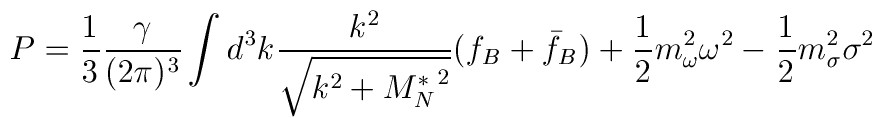 P = \frac{1}{3} \frac{\gamma}{(2\pi)^3} \int d^3k \frac{k^2}{\sqrt{k^2 + {M_N^*}^2}} (f_B + \bar{f}_B) + \frac{1}{2} m_\omega^2 \omega^2 - \frac{1}{2} m_\sigma^2 \sigma^2